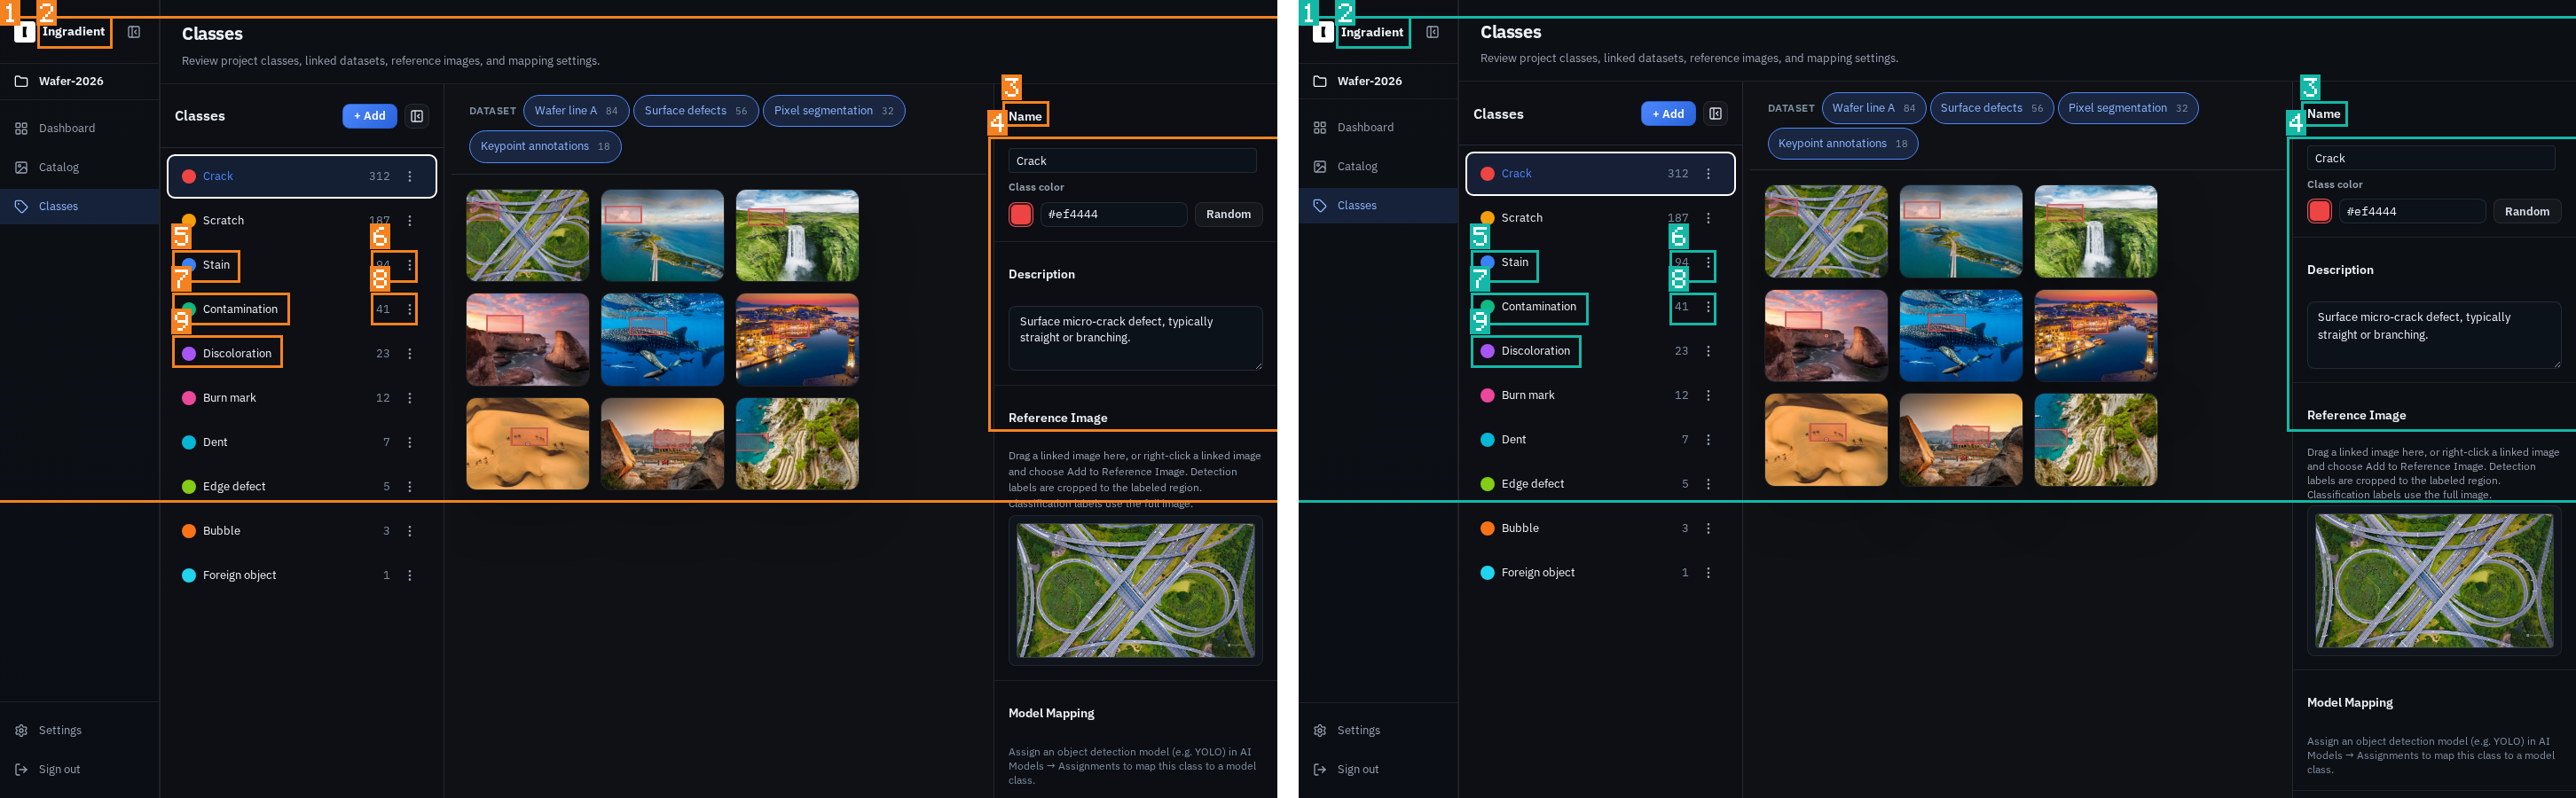 1
2
Ingradient
Wafer-2026
Dashboard
Catalog
Classes
Settings
Sign out
Classes
Review project classes, linked datasets, reference images, and mapping settings.
Classes
+ Add
Crack 312
Scratch 187
5
6
Stain 94
7
8
Contamination 41
9
Discoloration 23
Burn mark 12
Dent 7
Edge defect 5
Bubble 3
Foreign object 1
DATASET Wafer line A 84 Surface defects 56 Pixel segmentation 32
Keypoint annotations 18
3
Name
4
Crack
Class color
#ef4444 Random
Description
Surface micro-crack defect, typically
straight or branching.
Reference Image
Drag a linked image here, or right-click a linked image
and choose Add to Reference Image. Detection
labels are cropped to the labeled region.
Classification labels use the full image.
Model Mapping
Assign an object detection model (e.g. YOLO) in AI
Models → Assignments to map this class to a model
class.
1
2
Ingradient
Wafer-2026
Dashboard
Catalog
Classes
Settings
Sign out
Classes
Review project classes, linked datasets, reference images, and mapping settings.
Classes
+ Add
Crack 312
Scratch 187
5
6
Stain 94
7
8
Contamination 41
9
Discoloration 23
Burn mark 12
Dent 7
Edge defect 5
Bubble 3
Foreign object 1
DATASET Wafer line A 84 Surface defects 56 Pixel segmentation 32
Keypoint annotations 18
3
Name
4
Crack
Class color
#ef4444 Random
Description
Surface micro-crack defect, typically
straight or branching.
Reference Image
Drag a linked image here, or right-click a linked image
and choose Add to Reference Image. Detection
labels are cropped to the labeled region.
Classification labels use the full image.
Model Mapping
Assign an object detection model (e.g. YOLO) in AI
Models → Assignments to map this class to a model
class.